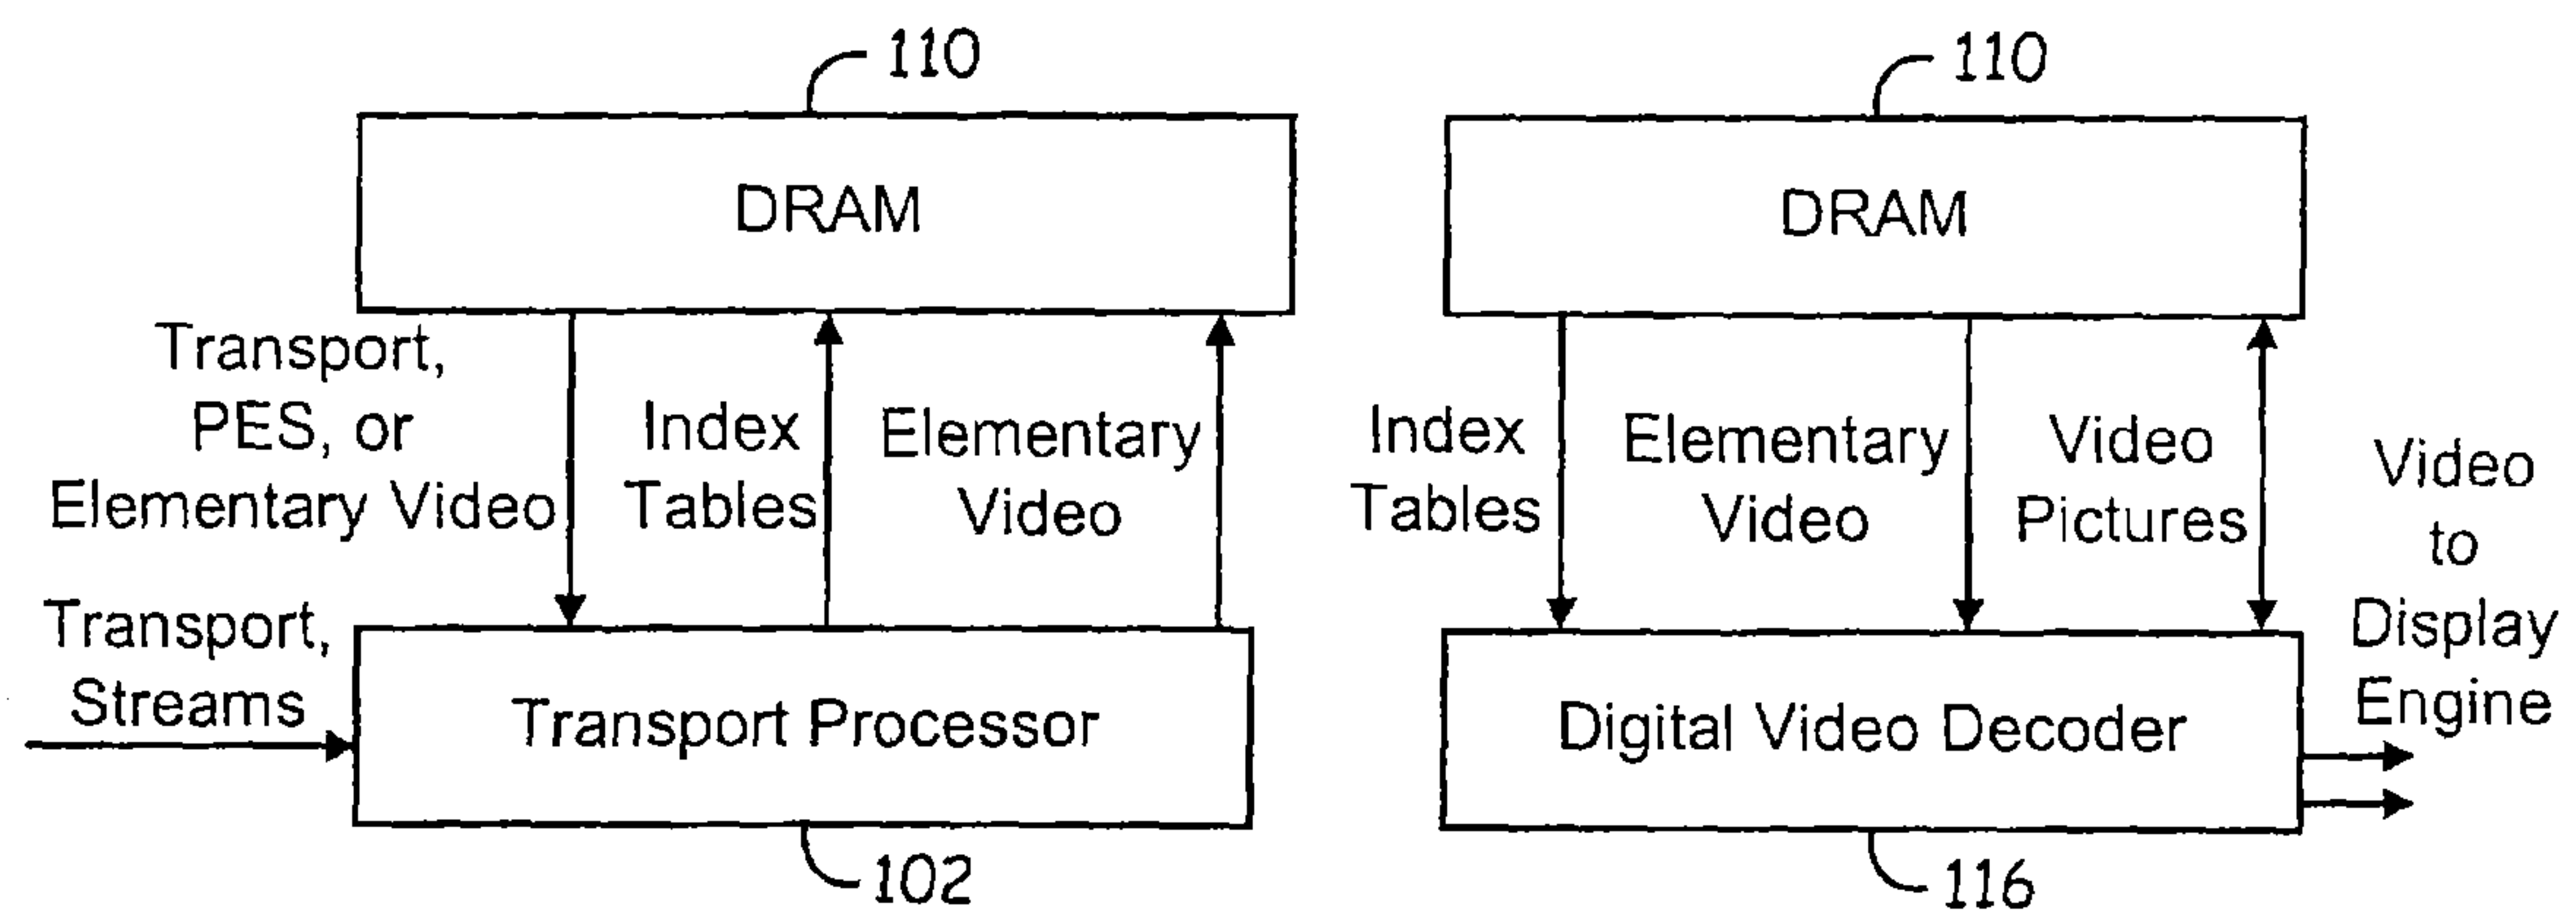 110
DRAM
Transport,
PES, or
Elementary Video
Index
Tables
Elementary
Video
Transport,
Streams
Transport Processor
102
110
DRAM
Index
Tables
Elementary
Video
Video
Pictures
Video
to
Display
Engine
Digital Video Decoder
116